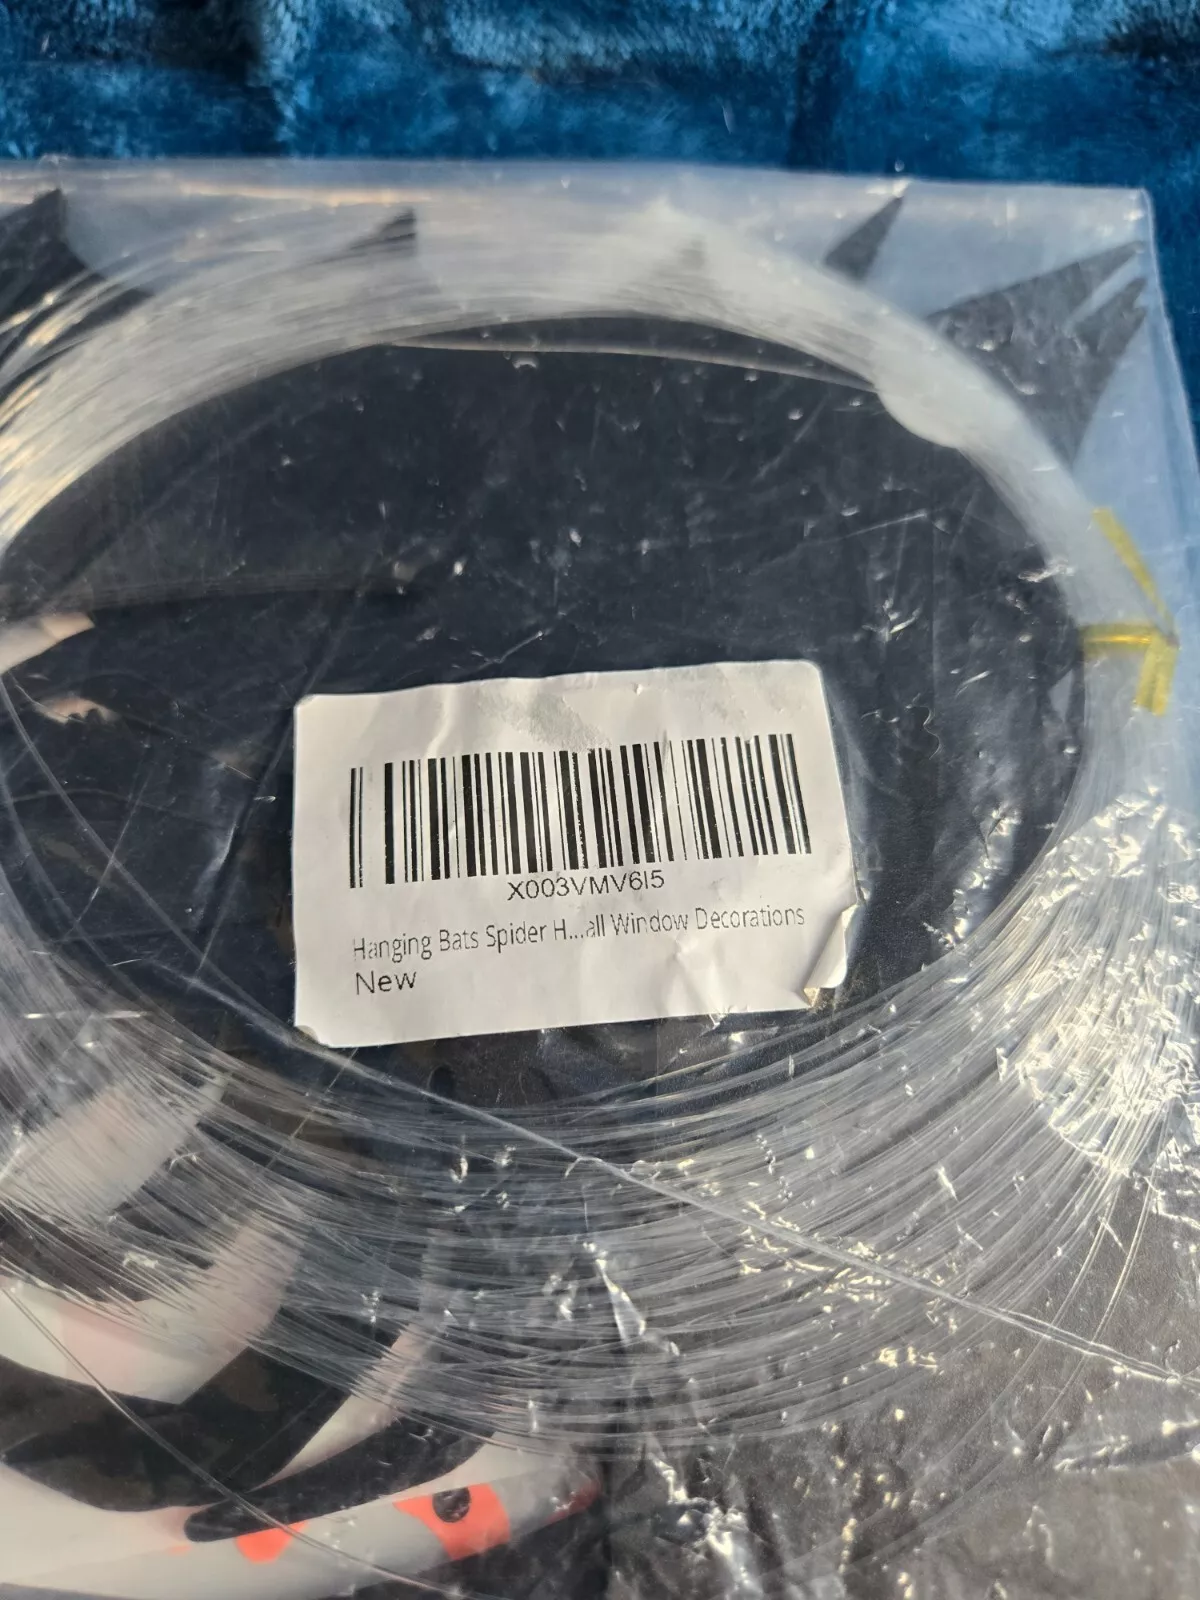 X003VMV6I5
Hanging Bats Spider H...all Window Decorations
New